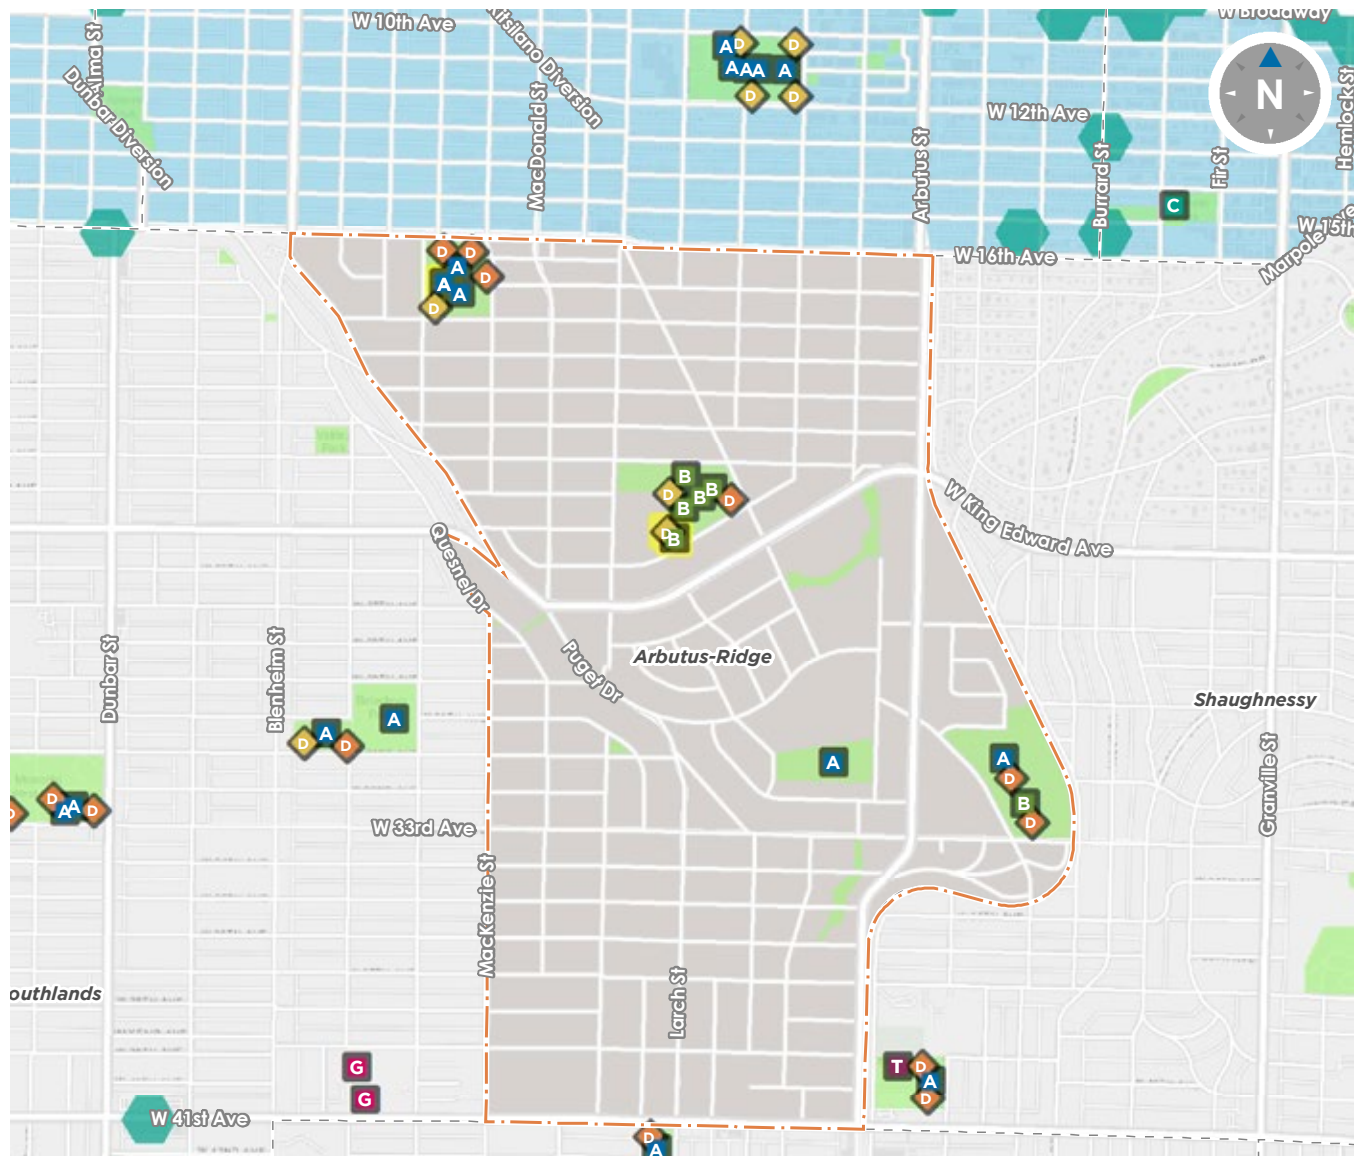 W 10th Ave
Kitsilano Diversion
W Broadway
Alma St
Dunbar Diversion
MacDonald St
A D
D
A A A
A
D
D
W 12th Ave
N
Hemlock St
Arbutus St
Burrard St
Fir St
C
W 15th Ave
W 16th Ave
Marpole Ave
D
D
A
D
A
A
D
B
D
B
B
D
B
D
B
W King Edward Ave
Quesnel Dr
Arbutus-Ridge
Puget Dr
Dunbar St
Blenheim St
Shaughnessy
A
D
A
D
A
A
D
B
D
D
A
A
D
D
Granville St
W 33rd Ave
MacKenzie St
Larch St
outhlands
G
G
T
D
A
D
W 41st Ave
D
A